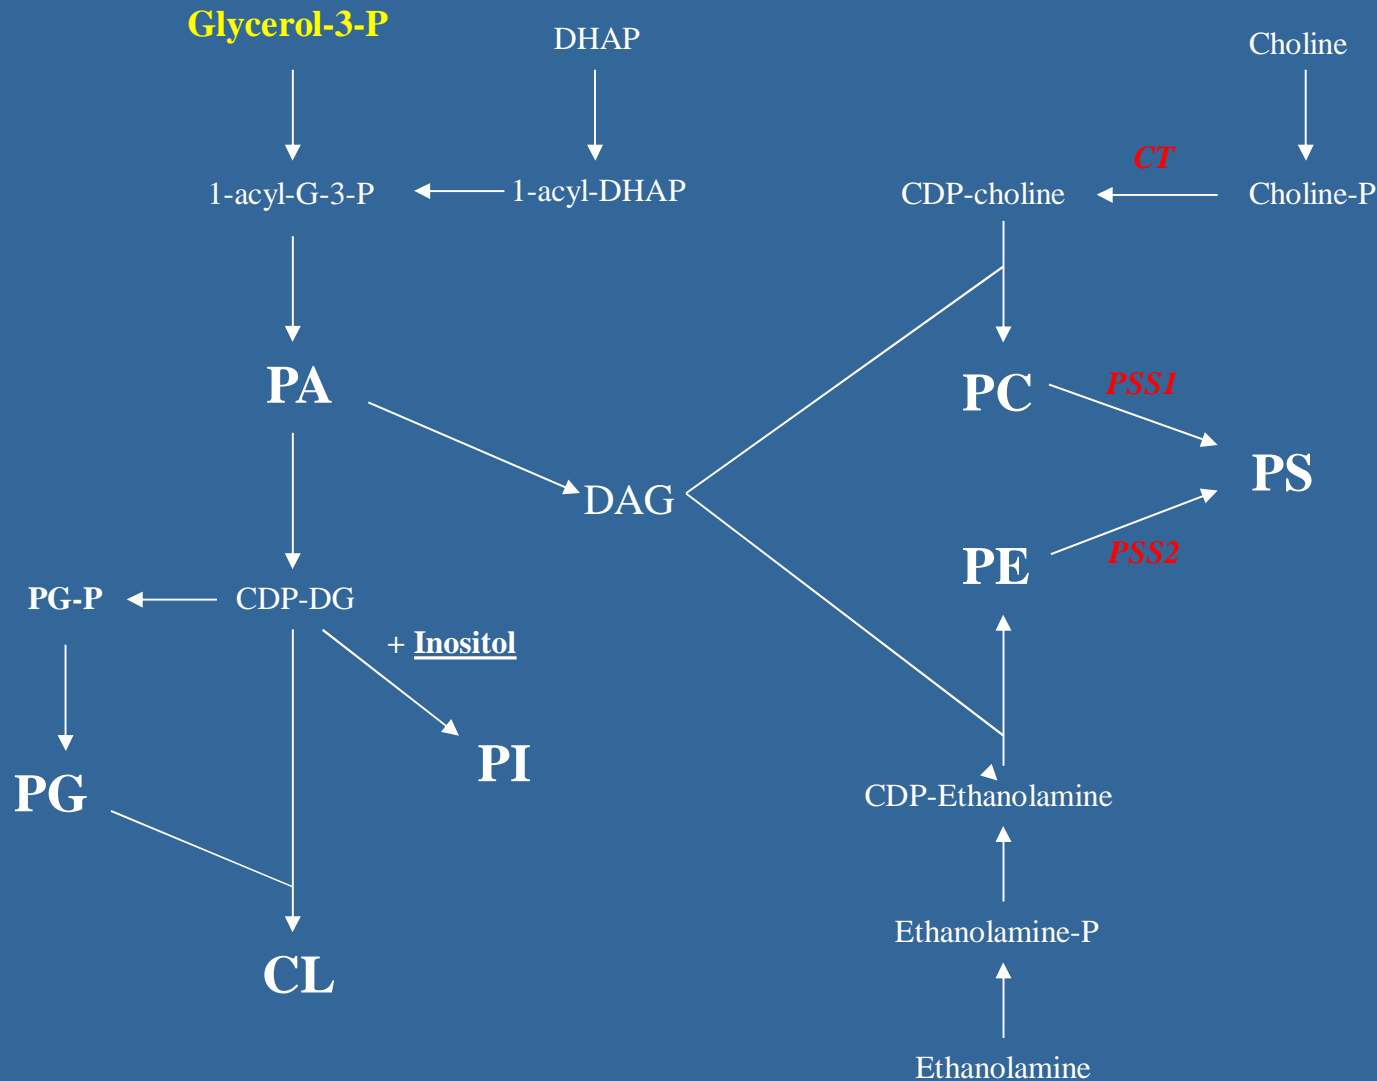 Glycerol-3-P
DHAP
Choline
1-acyl-G-3-P
1-acyl-DHAP
CT
CDP-choline
Choline-P
PA
PC
PSS1
DAG
PS
PE
PSS2
PG-P
CDP-DG
+ Inositol
PG
PI
CDP-Ethanolamine
Ethanolamine-P
CL
Ethanolamine